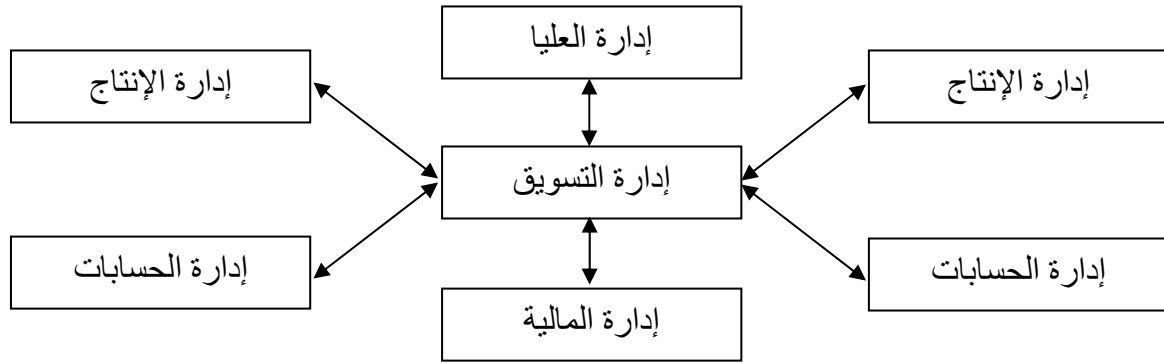 إدارة العليا
إدارة الإنتاج
إدارة الإنتاج
إدارة التسويق
إدارة الحسابات
إدارة الحسابات
إدارة المالية